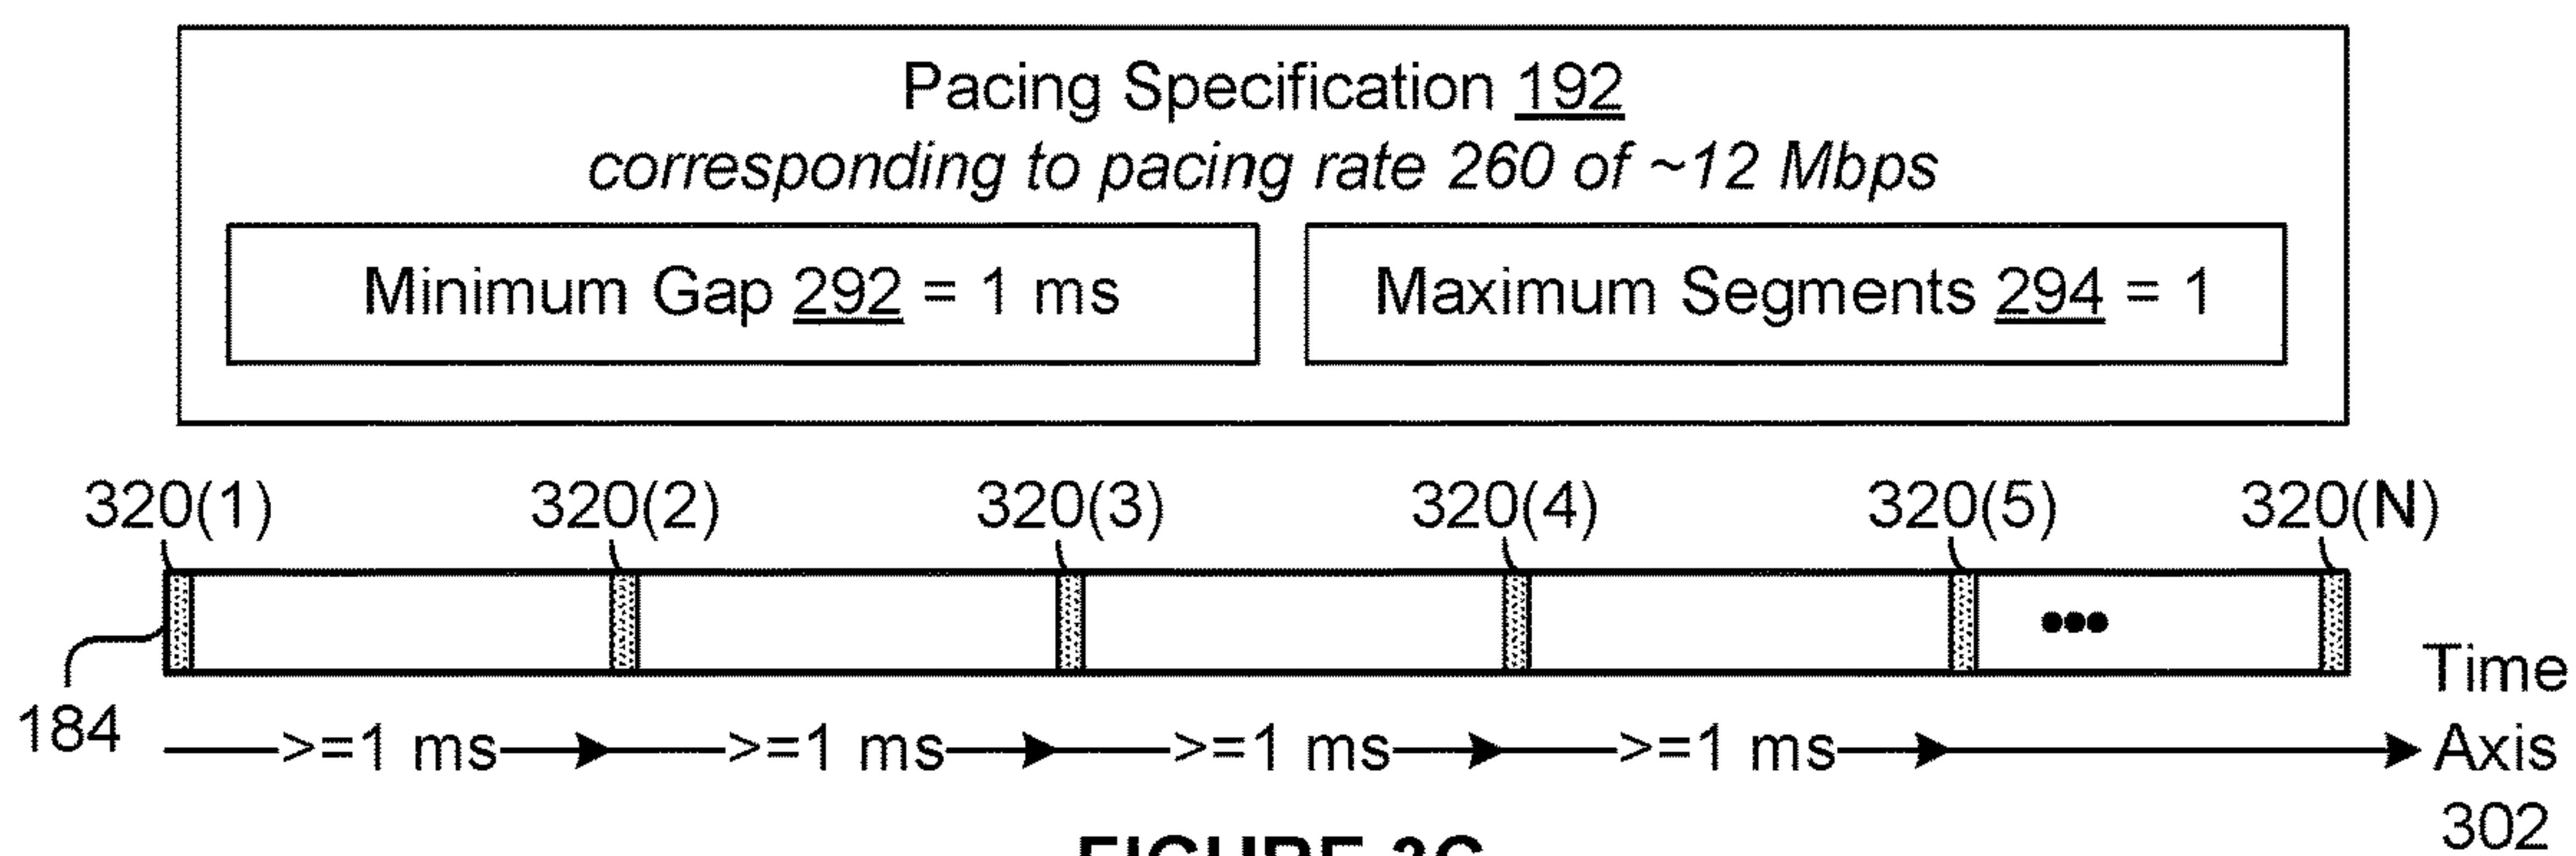 Pacing Specification 192
corresponding to pacing rate 260 of ~12 Mbps
Minimum Gap 292 = 1 ms
Maximum Segments 294 = 1
320(1) 320(2) 320(3) 320(4) 320(5) 320(N)
184
>=1 ms >=1 ms >=1 ms >=1 ms
Time
Axis
302